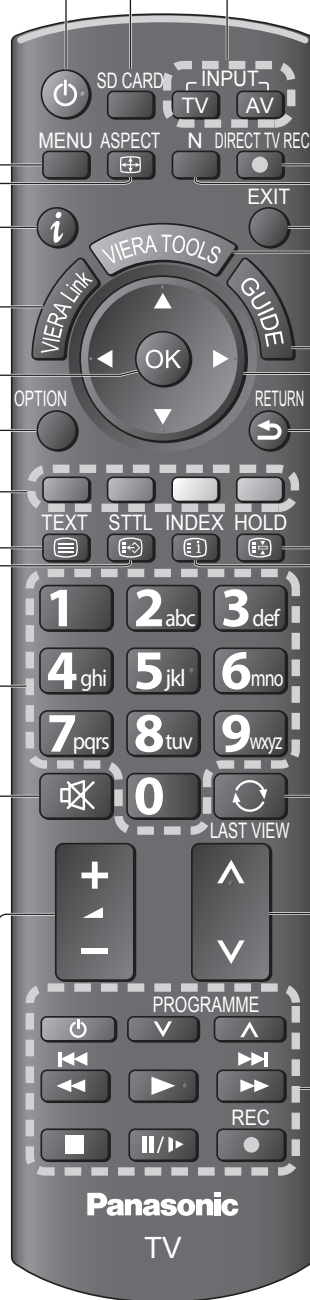 SD CARD
INPUT
TV AV
MENU ASPECT N DIRECT TV REC
EXIT
i
VIERA TOOLS
VIERA Link
GUIDE
OK
OPTION
RETURN
TEXT STTL INDEX HOLD
1 2abc 3def
4ghi 5jkl 6mno
7pqrs 8tuv 9wxyz
0
LAST VIEW
PROGRAMME
REC
Panasonic
TV